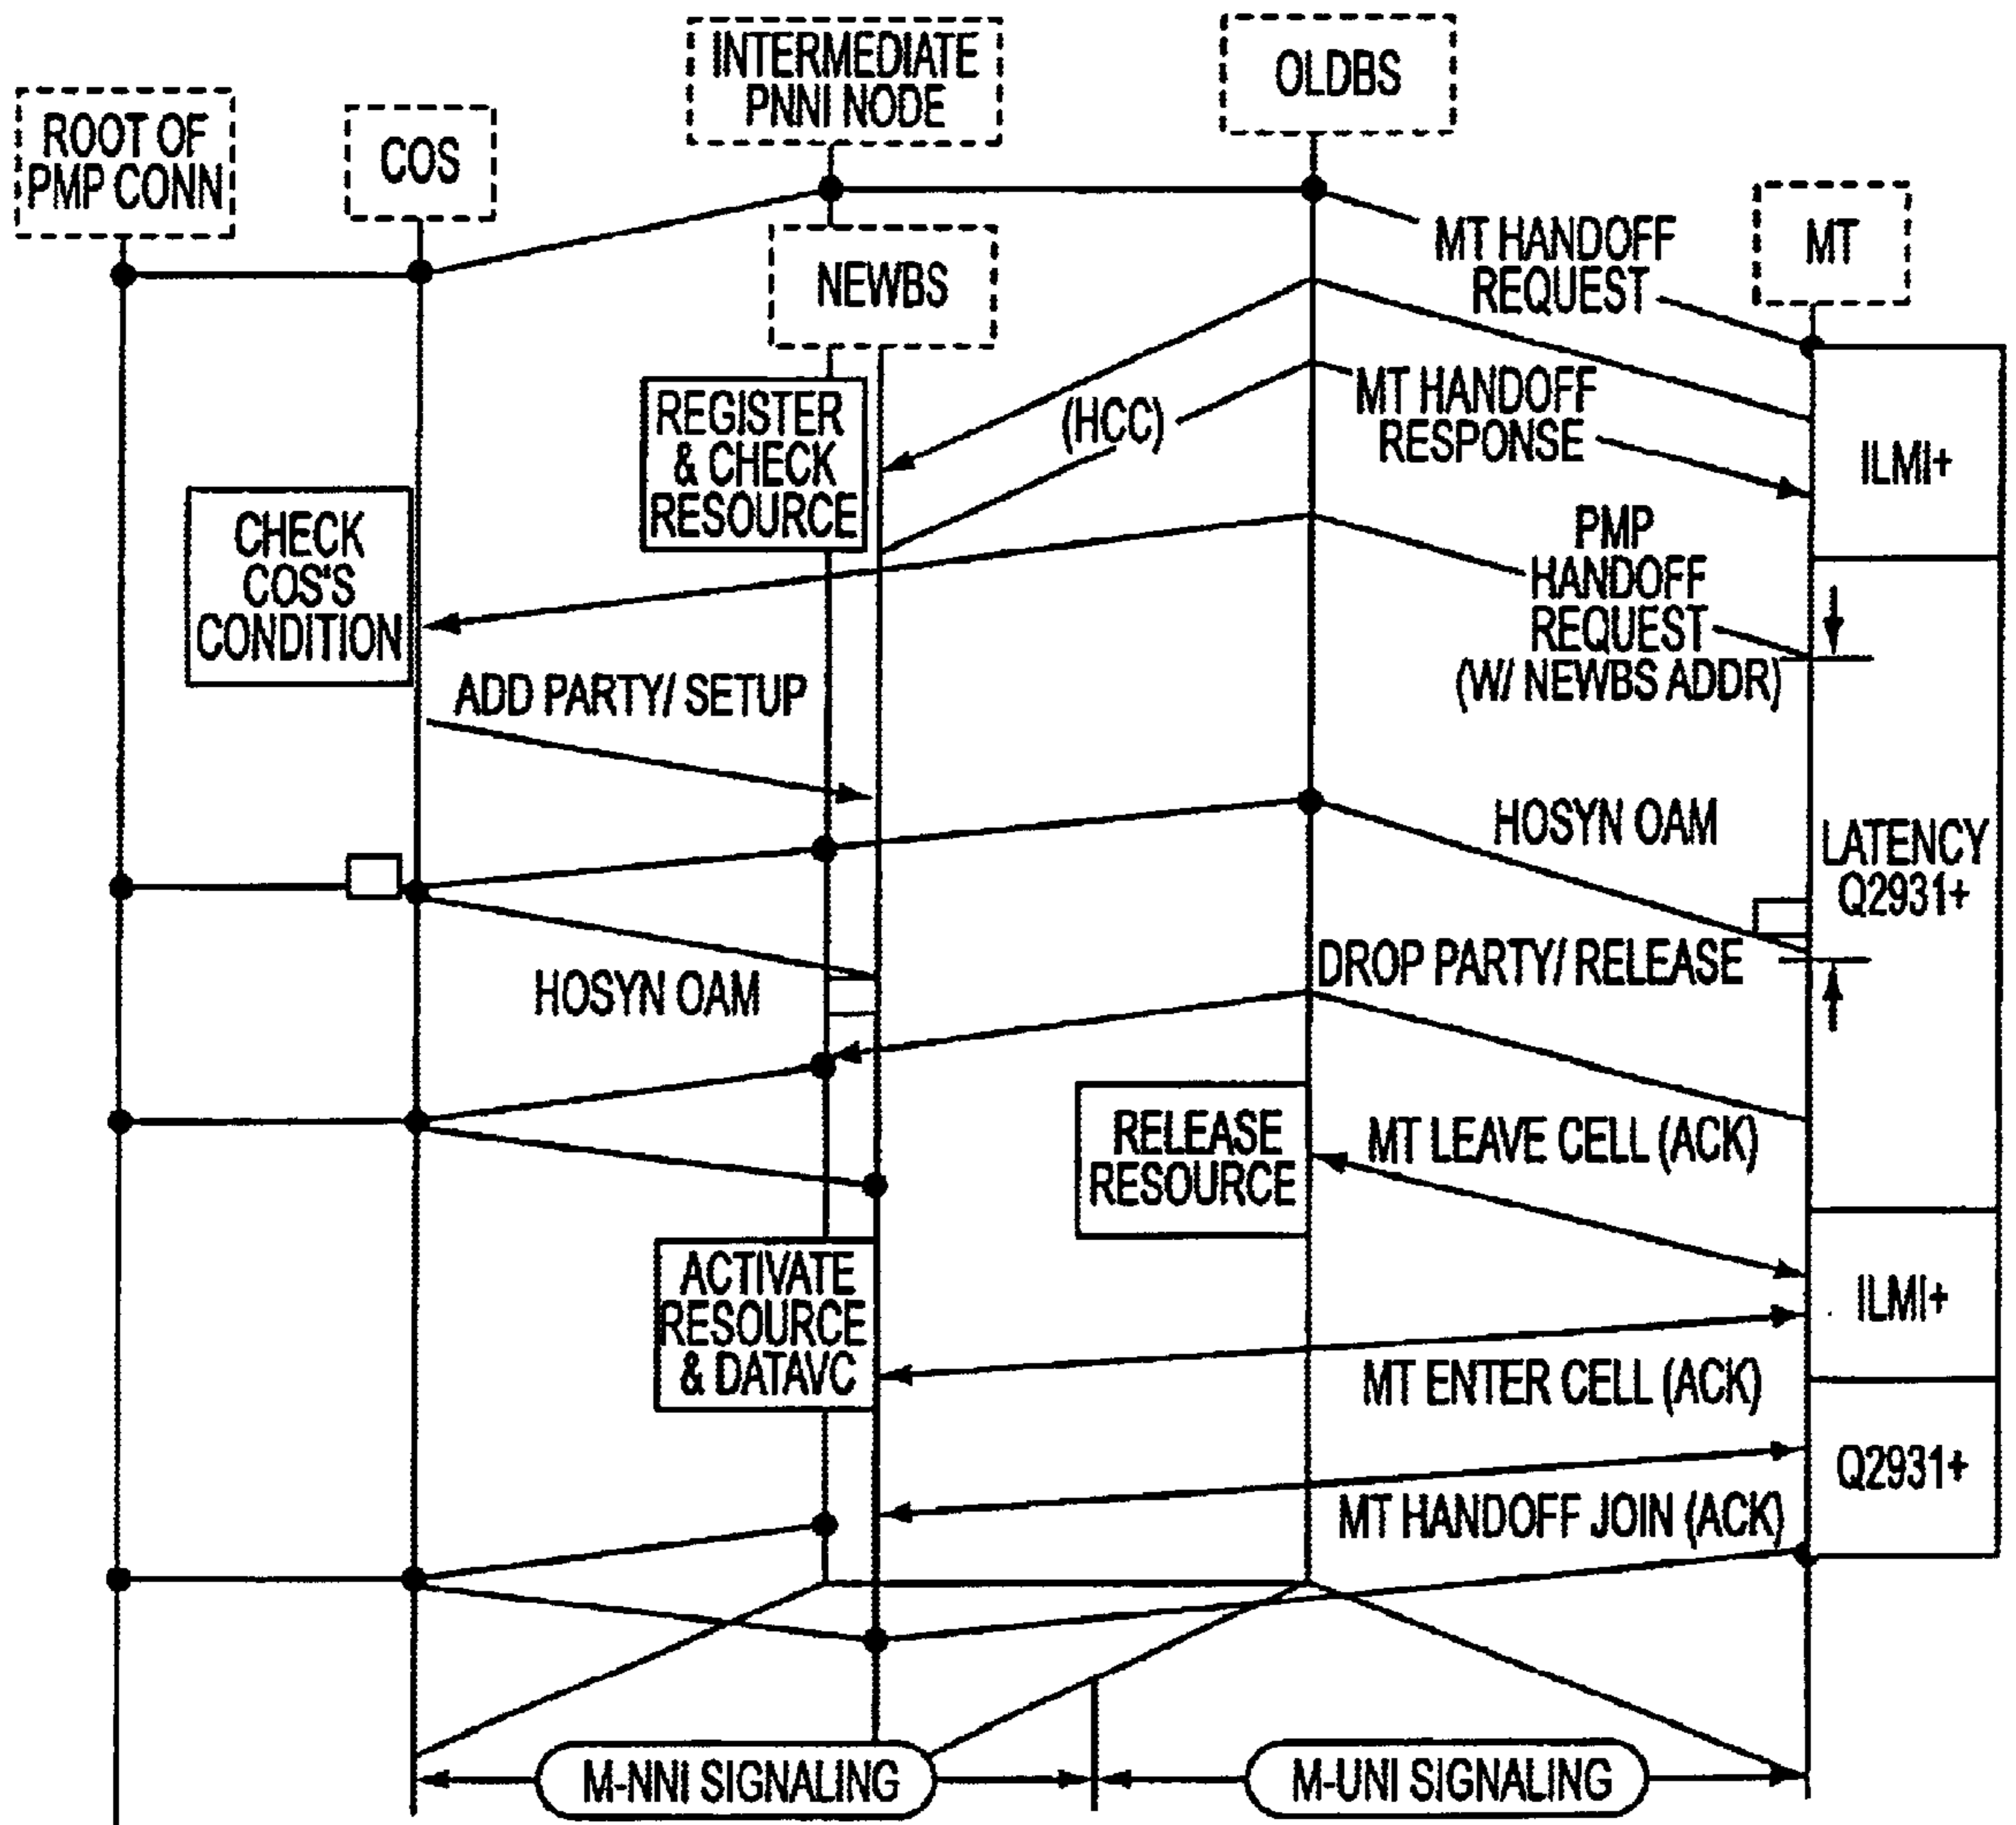 INTERMEDIATE
PNNI NODE
OLDBS
ROOT OF
PMP CONN
COS
MT
NEWBS
MT HANDOFF
REQUEST
REGISTER
& CHECK
RESOURCE
(HCC)
MT HANDOFF
RESPONSE
ILMI+
CHECK
COS'S
CONDITION
PMP
HANDOFF
REQUEST
(W/ NEWBS ADDR)
ADD PARTY/ SETUP
HOSYN OAM
LATENCY
Q2931+
HOSYN OAM
DROP PARTY/ RELEASE
RELEASE
RESOURCE
MT LEAVE CELL (ACK)
ACTIVATE
RESOURCE
& DATAVC
ILMI+
MT ENTER CELL (ACK)
Q2931+
MT HANDOFF JOIN (ACK)
M-NNI SIGNALING
M-UNI SIGNALING